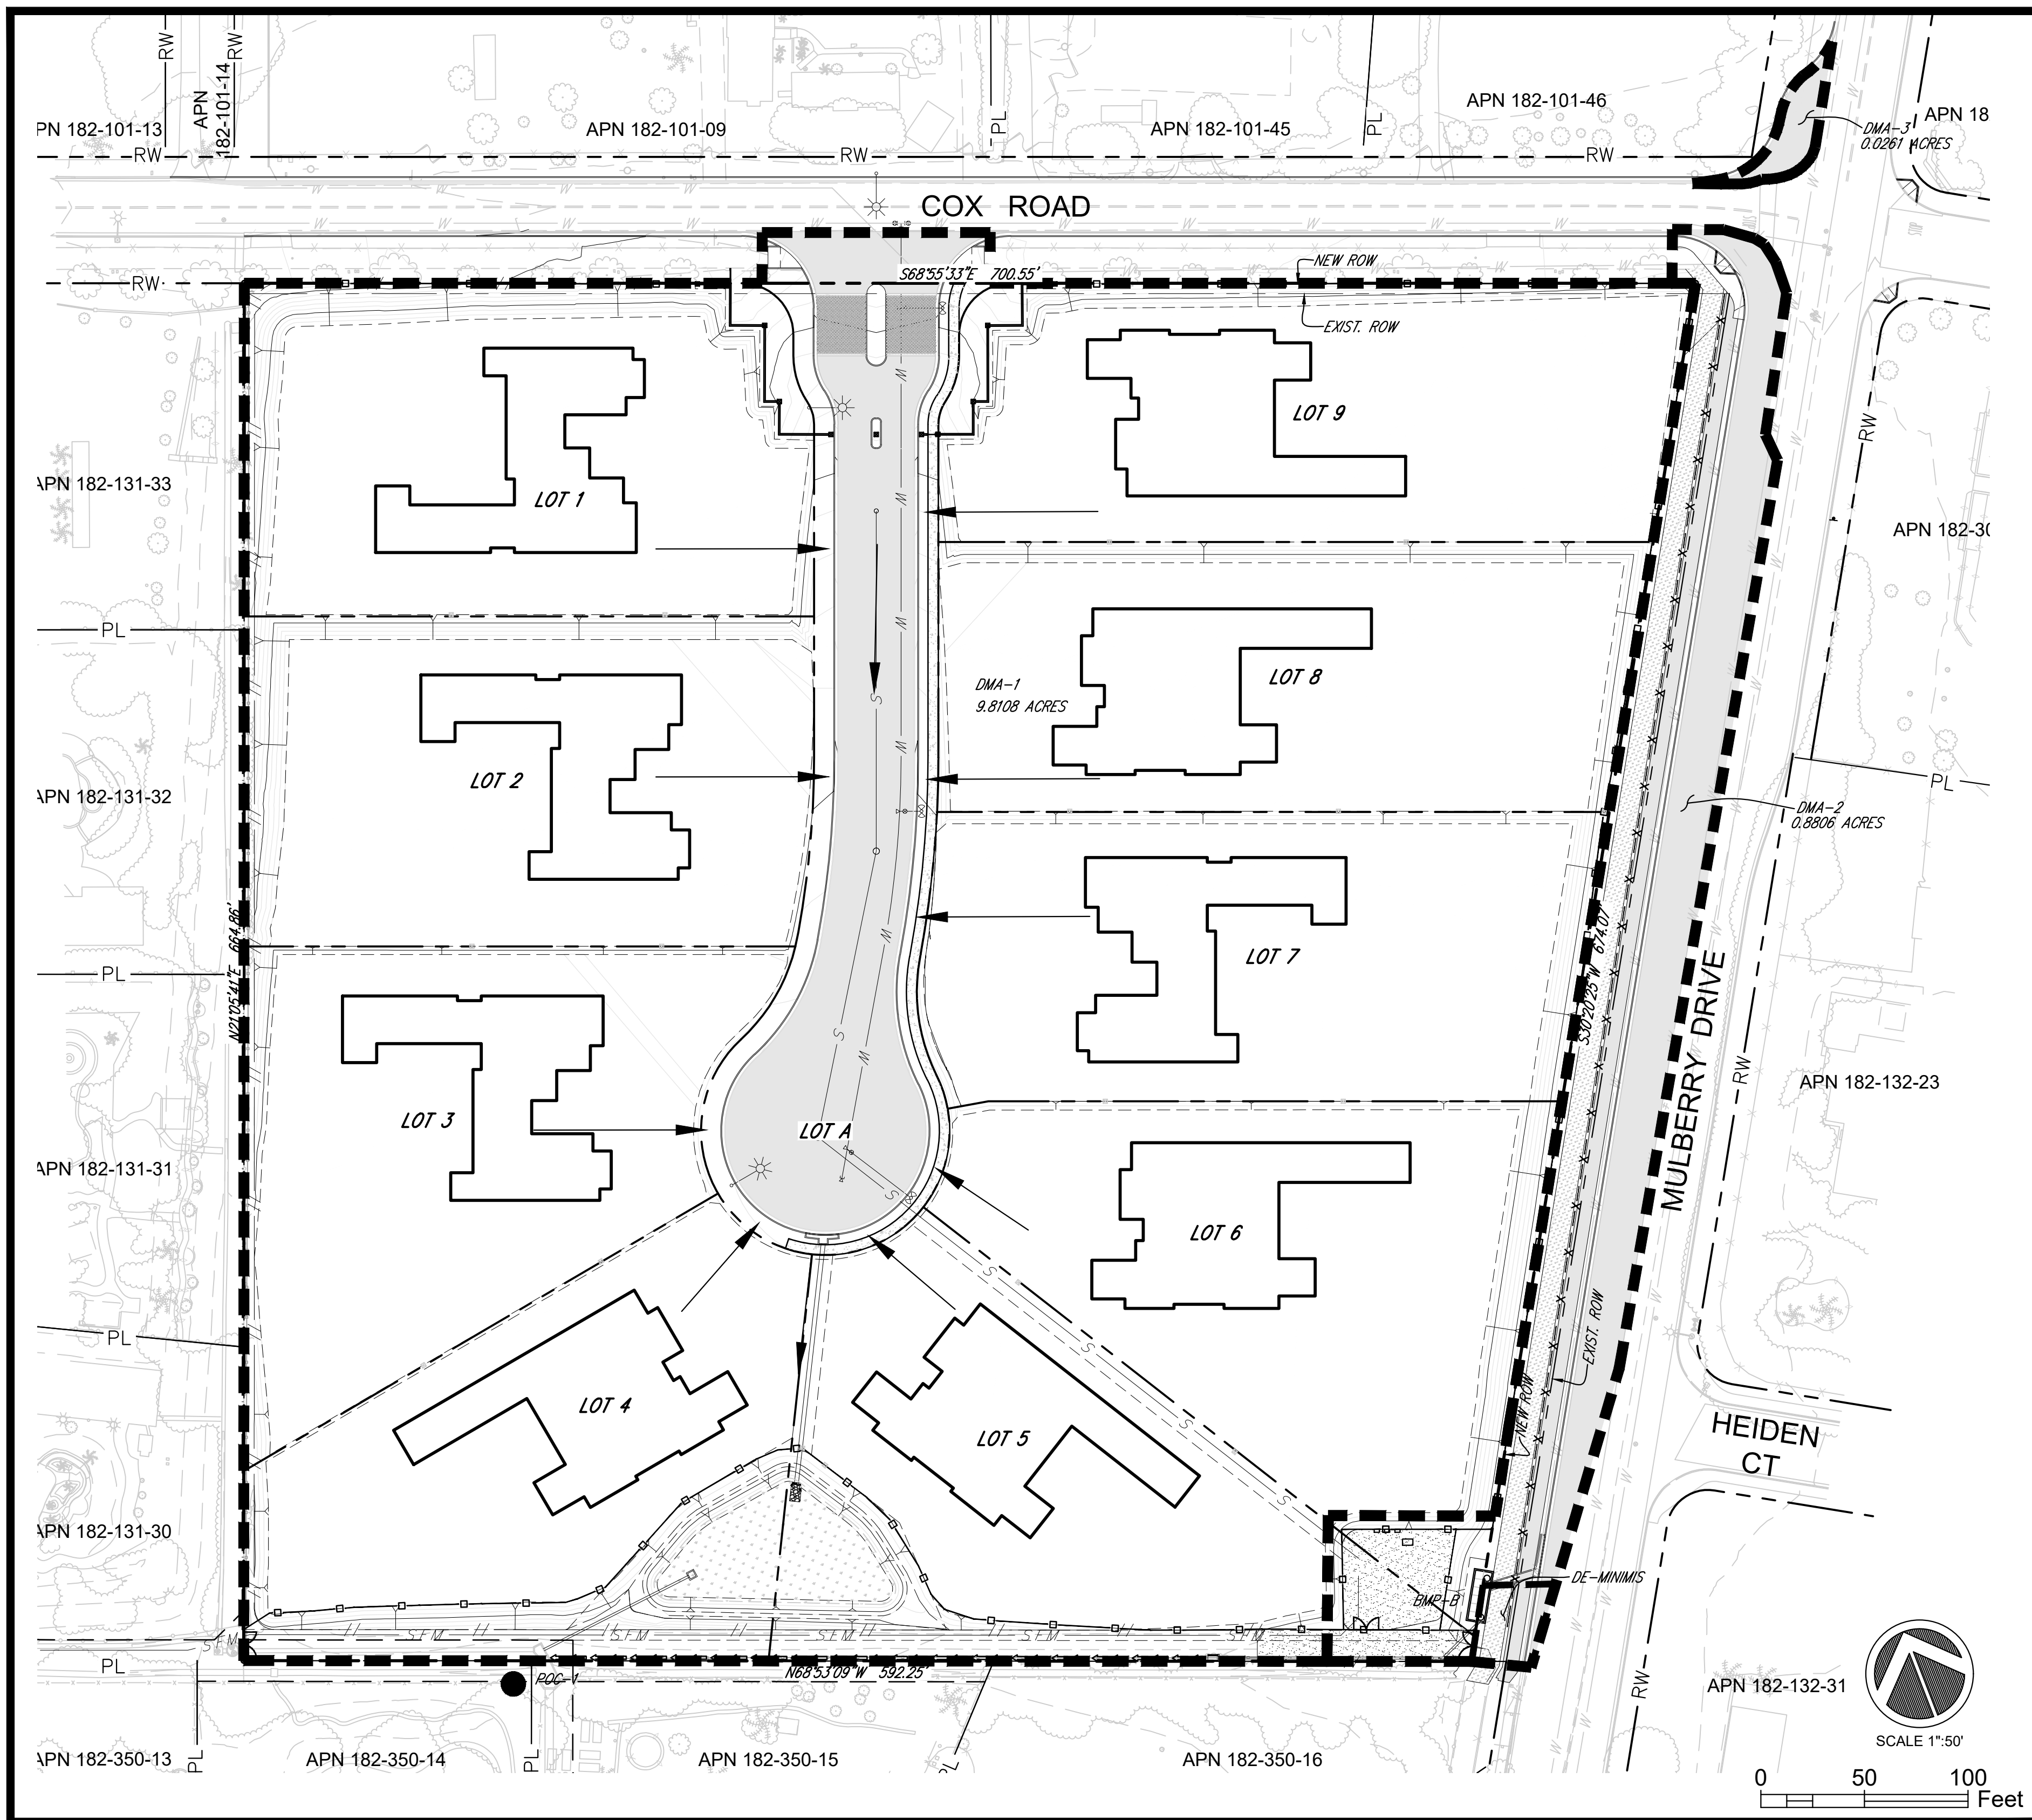 RW
RW
APN
182-101-14
PN 182-101-13
APN 182-101-09
PL
APN 182-101-45
PL
APN 182-101-46
APN 18
DMA-3
0.0261 ACRES
RW
RW
RW
COX ROAD
RW
S68°55'33"E 700.55'
NEW ROW
EXIST. ROW
LOT 1
LOT 9
RW
APN 182-131-33
APN 182-30
PL
LOT 2
DMA-1
9.8108 ACRES
LOT 8
PL
APN 182-131-32
DMA-2
0.8806 ACRES
N21°05'41"E 664.86'
S30°20'25"W 674.07'
PL
LOT 7
MULBERRY DRIVE
RW
APN 182-132-23
LOT 3
LOT A
APN 182-131-31
LOT 6
PL
EXIST. ROW
NEW ROW
LOT 4
LOT 5
HEIDEN
CT
APN 182-131-30
DE-MINIMIS
BMP-B
SFM
SFM
SFM
SFM
SFM
PL
POC-1
N68°53'09"W 592.25'
RW
APN 182-132-31
SCALE 1":50'
APN 182-350-13
PL
APN 182-350-14
PL
APN 182-350-15
PL
APN 182-350-16
0 50 100
Feet